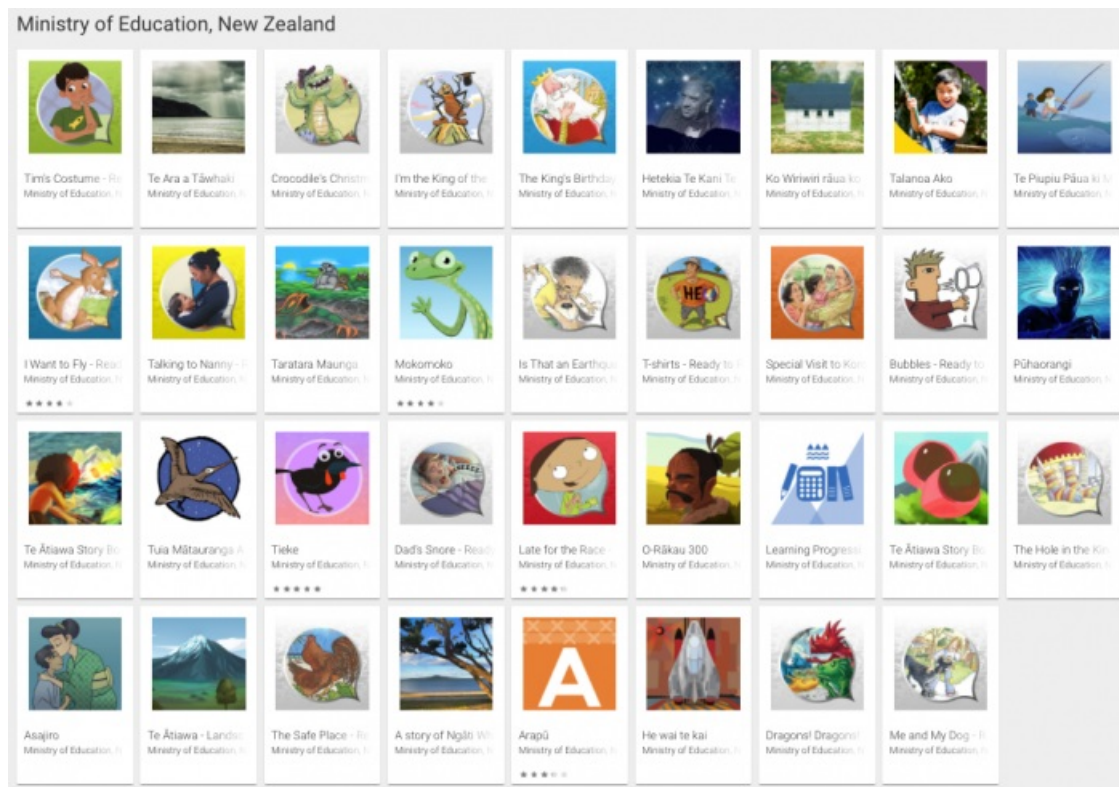 Ministry of Education, New Zealand
Tim's Costume - Re
Ministry of Education, N
Te Ara a Tāwhaki
Ministry of Education, N
Crocodile's Christm
Ministry of Education, N
I'm the King of the
Ministry of Education, N
The King's Birthday
Ministry of Education, N
Hetekia Te Kani Te
Ministry of Education, N
Ko Wiriwiri rāua ko
Ministry of Education, N
Talanoa Ako
Ministry of Education, N
Te Piupiu Pāua ki M
Ministry of Education, N
I Want to Fly - Read
Ministry of Education, N
Talking to Nanny - R
Ministry of Education, N
Taratara Maunga
Ministry of Education, N
Mokomoko
Ministry of Education, N
Is That an Earthqua
Ministry of Education, N
HE
T-shirts - Ready to R
Ministry of Education, N
Special Visit to Kore
Ministry of Education, N
Bubbles - Ready to
Ministry of Education, N
Pūhaorangi
Ministry of Education, N
Te Ātiawa Story Bo
Ministry of Education, N
Tuia Mātauranga A
Ministry of Education, N
Tieke
Ministry of Education, N
Dad's Snore - Ready
Ministry of Education, N
Late for the Race -
Ministry of Education, N
O-Rākau 300
Ministry of Education, N
Learning Progressi
Ministry of Education, N
Te Ātiawa Story Bo
Ministry of Education, N
The Hole in the Kin
Ministry of Education, N
Asajiro
Ministry of Education, N
Te Ātiawa - Landsc
Ministry of Education, N
The Safe Place - Re
Ministry of Education, N
A story of Ngāti Wh
Ministry of Education, N
A
Arapū
Ministry of Education, N
He wai te kai
Ministry of Education, N
Dragons! Dragons!
Ministry of Education, N
Me and My Dog - R
Ministry of Education, N